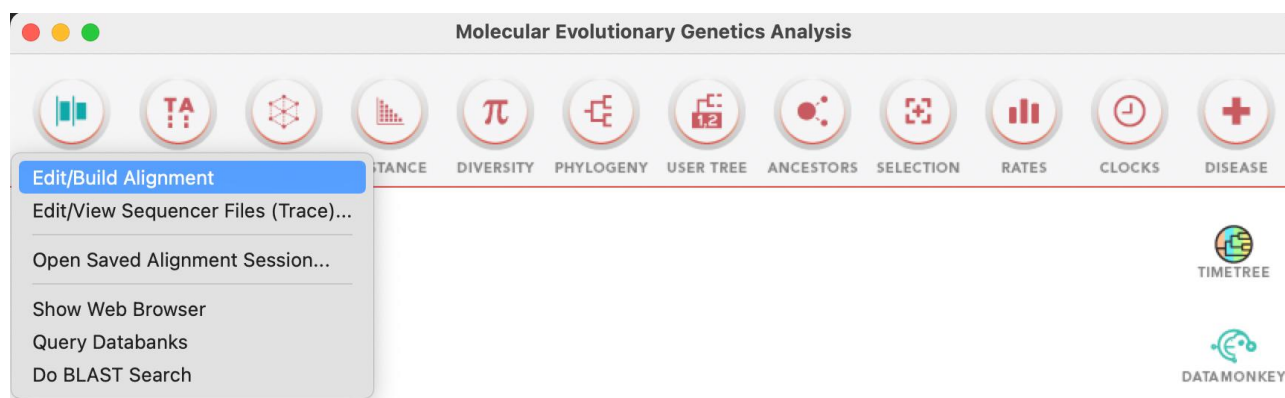 Molecular Evolutionary Genetics Analysis
TA
π
1,2
TANCE DIVERSITY PHYLOGENY USER TREE ANCESTORS SELECTION RATES CLOCKS DISEASE
Edit/Build Alignment
Edit/View Sequencer Files (Trace)...
Open Saved Alignment Session...
Show Web Browser
Query Databanks
Do BLAST Search
TIMETREE
DATAMONKEY